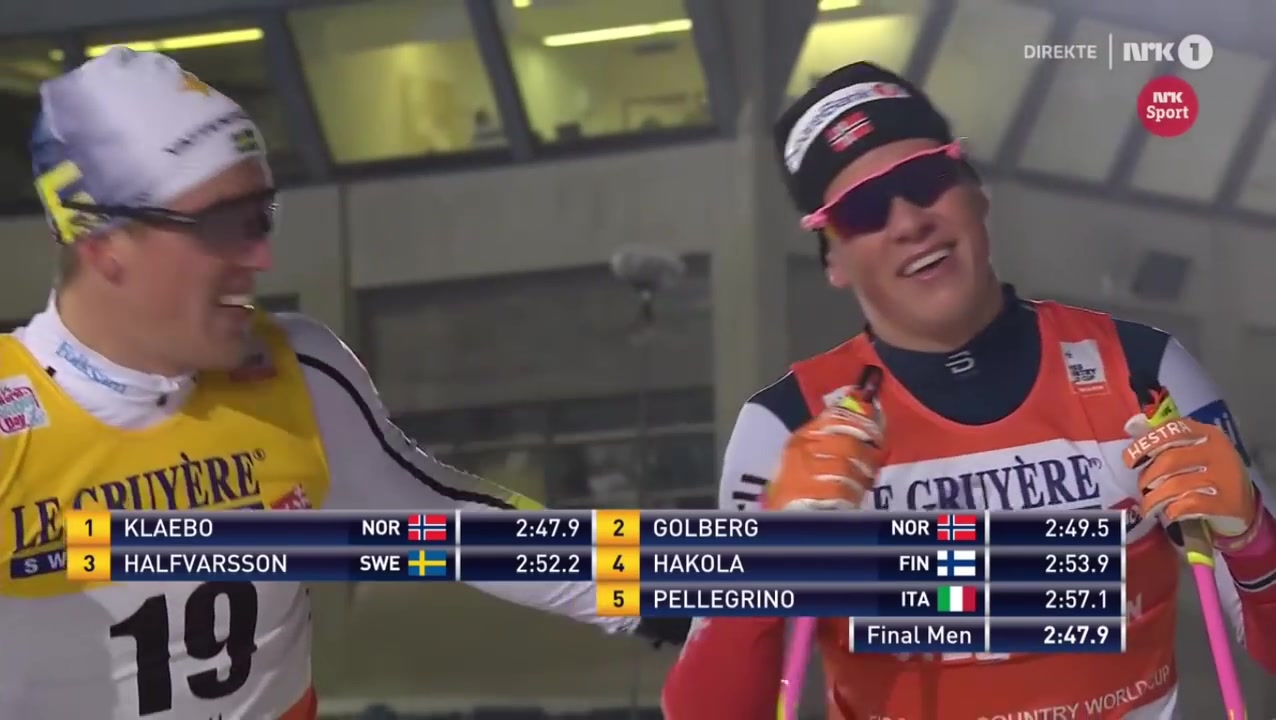 DIREKTE | NRK 1
NRK
Sport
LE GRUYÈRE®
SW
19
LE GRUYÈRE®
HESTRA
1 KLAEBO NOR 2:47.9
2 GOLBERG NOR 2:49.5
3 HALFVARSSON SWE 2:52.2
4 HAKOLA FIN 2:53.9
5 PELLEGRINO ITA 2:57.1
Final Men 2:47.9
COUNTRY WORLD CUP